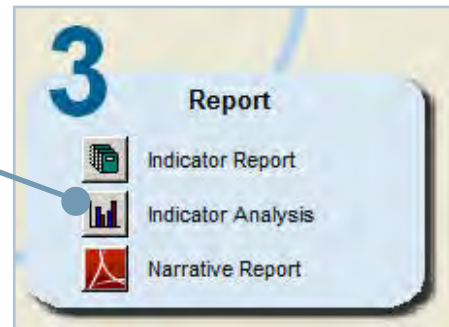 3
Report
Indicator Report
Indicator Analysis
Narrative Report